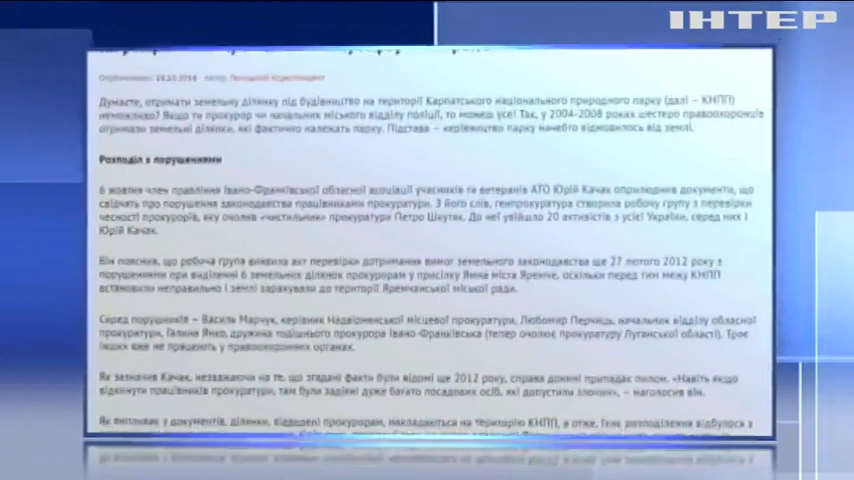 ІНТЕР
Опубліковано: 14.10.2016 Автор:
Думаєте, отримати земельну ділянку під будівництво на території Карпатського національного природного парку (далі – КНПП)
неможливо? Якщо ти прокурор чи начальник міського відділу поліції, то можеш усе! Так, у 2004-2008 роках шестеро правоохоронців
отримали земельні ділянки, які фактично належать парку. Підстава – керівництво парку начебто відмовилось від землі.
Розподіл з порушеннями
6 жовтня член правління Івано-Франківської обласної асоціації учасників та ветеранів АТО Юрій Качак оприлюднив документи, що
свідчать про порушення законодавства працівниками прокуратури. З його слів, генпрокуратура створила робочу групу з перевірки
чесності прокурорів, яку очолив «чистильник» прокуратури Петро Шкутяк. До неї увійшло 20 активістів з усієї України, серед них і
Юрій Качак.
Він пояснив, що робоча група виявила акт перевірки дотримання вимог земельного законодавства ще 27 лютого 2012 року з
порушеннями при виділенні 6 земельних ділянок прокурорам у присілку Ямна міста Яремче, оскільки перед тим межу КНПП
встановили неправильно і землі зарахували до території Яремчанської міської ради.
Серед порушників – Василь Марчук, керівник Надвірнянської місцевої прокуратури, Любомир Перчиць, начальник відділу обласної
прокуратури, Галина Янко, дружина тодішнього прокурора Івано-Франківська (тепер очолює прокуратуру Луганської області). Троє
інших вже не працюють у правоохоронних органах.
Як зазначив Качак, незважаючи на те, що згадані факти були відомі ще 2012 року, справа донині припадає пилом. «Навіть якщо
відкинути працівників прокуратури, там були задіяні дуже багато посадових осіб, які допустили злочин», – наголосив він.
Як випливає з документів, ділянки, відведені прокурорам, накладаються на територію КНПП, а отже, їхнє розподілення відбулося з